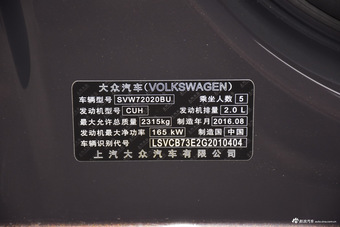 大众汽车(VOLKSWAGEN)
车辆型号 SVW72020BU 乘坐人数 5
发动机型号 CUH 发动机排量 2.0 L
最大允许总质量 2315kg 制造年月 2016.08
发动机最大净功率 165 kW 制造国 中国
车辆识别代号 LSVCB73E2G2010404
上汽大众汽车有限公司